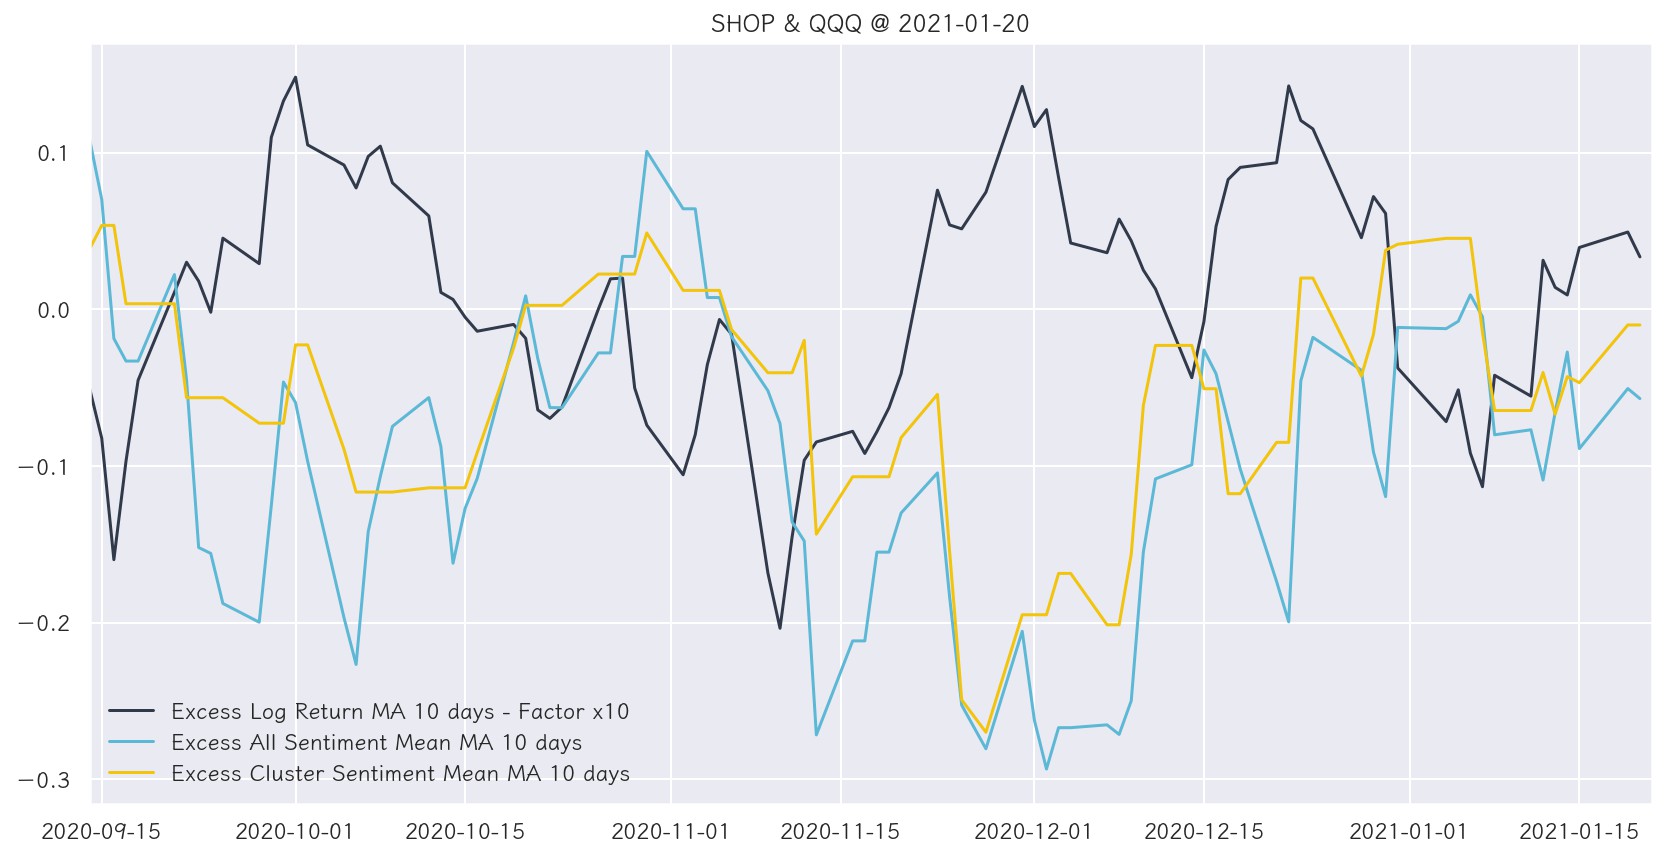 SHOP & QQQ @ 2021-01-20
0.1
0.0
−0.1
−0.2
−0.3
Excess Log Return MA 10 days - Factor x10
Excess All Sentiment Mean MA 10 days
Excess Cluster Sentiment Mean MA 10 days
2020-09-15 2020-10-01 2020-10-15 2020-11-01 2020-11-15 2020-12-01 2020-12-15 2021-01-01 2021-01-15